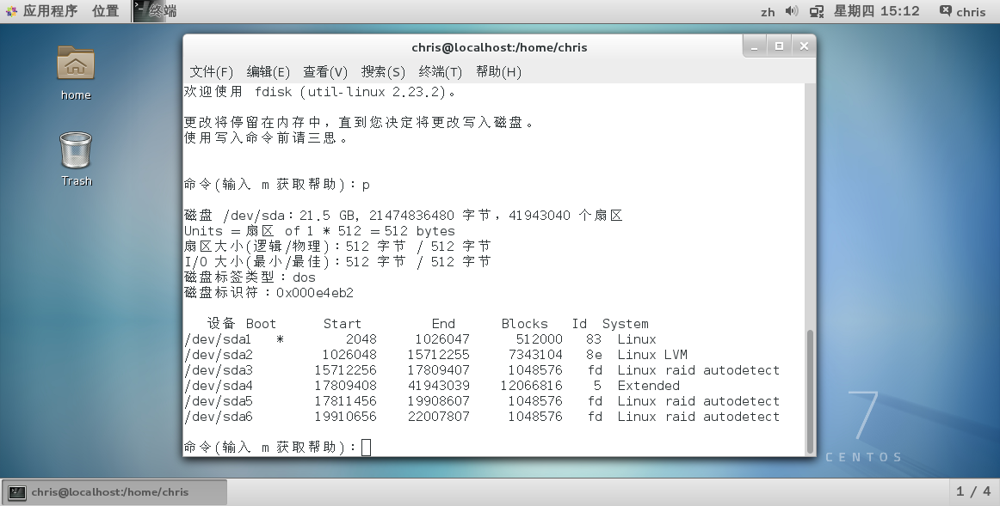 应用程序 位置 终端 zh 星期四 15:12 chris
home
Trash
chris@localhost:/home/chris
文件(F) 编辑(E) 查看(V) 搜索(S) 终端(T) 帮助(H)
欢迎使用 fdisk (util-linux 2.23.2)。
更改将停留在内存中，直到您决定将更改写入磁盘。
使用写入命令前请三思。
命令(输入 m 获取帮助)：p
磁盘 /dev/sda：21.5 GB, 21474836480 字节，41943040 个扇区
Units = 扇区 of 1 * 512 = 512 bytes
扇区大小(逻辑/物理)：512 字节 / 512 字节
I/O 大小(最小/最佳)：512 字节 / 512 字节
磁盘标签类型：dos
磁盘标识符：0x000e4eb2
设备 Boot Start End Blocks Id System
/dev/sda1 * 2048 1026047 512000 83 Linux
/dev/sda2 1026048 15712255 7343104 8e Linux LVM
/dev/sda3 15712256 17809407 1048576 fd Linux raid autodetect
/dev/sda4 17809408 41943039 12066816 5 Extended
/dev/sda5 17811456 19908607 1048576 fd Linux raid autodetect
/dev/sda6 19910656 22007807 1048576 fd Linux raid autodetect
命令(输入 m 获取帮助)：
7
CENTOS
chris@localhost:/home/chris
1 / 4